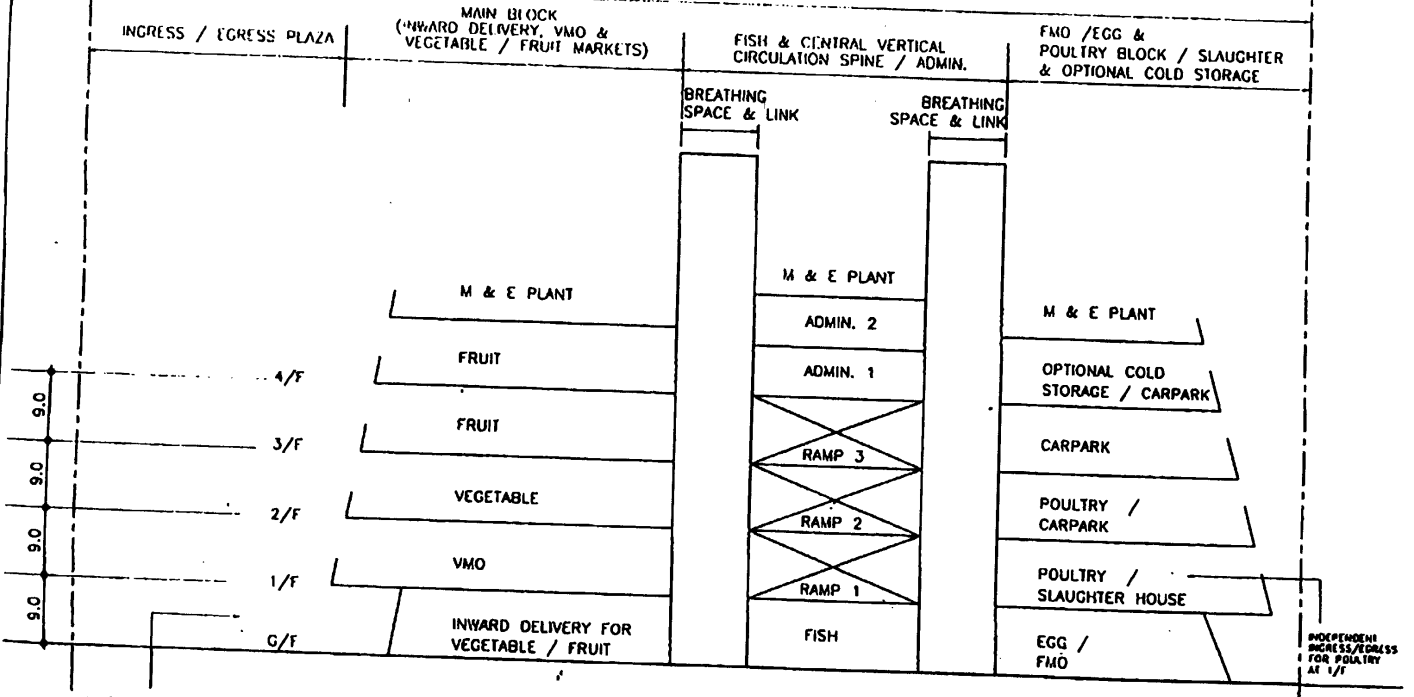 INGRESS / EGRESS PLAZA
MAIN BLOCK
(INWARD DELIVERY, VMO &
VEGETABLE / FRUIT MARKETS)
FISH & CENTRAL VERTICAL
CIRCULATION SPINE / ADMIN.
FMO /EGG &
POULTRY BLOCK / SLAUGHTER
& OPTIONAL COLD STORAGE
BREATHING
SPACE & LINK
BREATHING
SPACE & LINK
M & E PLANT
FRUIT
FRUIT
VEGETABLE
VMO
INWARD DELIVERY FOR
VEGETABLE / FRUIT
M & E PLANT
ADMIN. 2
ADMIN. 1
RAMP 3
RAMP 2
RAMP 1
FISH
M & E PLANT
OPTIONAL COLD
STORAGE / CARPARK
CARPARK
POULTRY /
CARPARK
POULTRY /
SLAUGHTER HOUSE
EGG /
FMO
INDEPENDENT
INGRESS/EGRESS
FOR POULTRY
AT 1/F
4/F
3/F
2/F
1/F
G/F
9.0
9.0
9.0
9.0